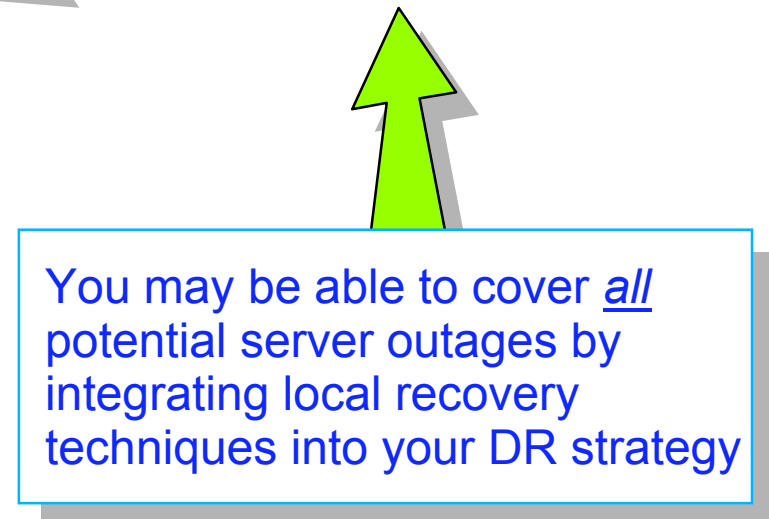 You may be able to cover all
potential server outages by
integrating local recovery
techniques into your DR strategy